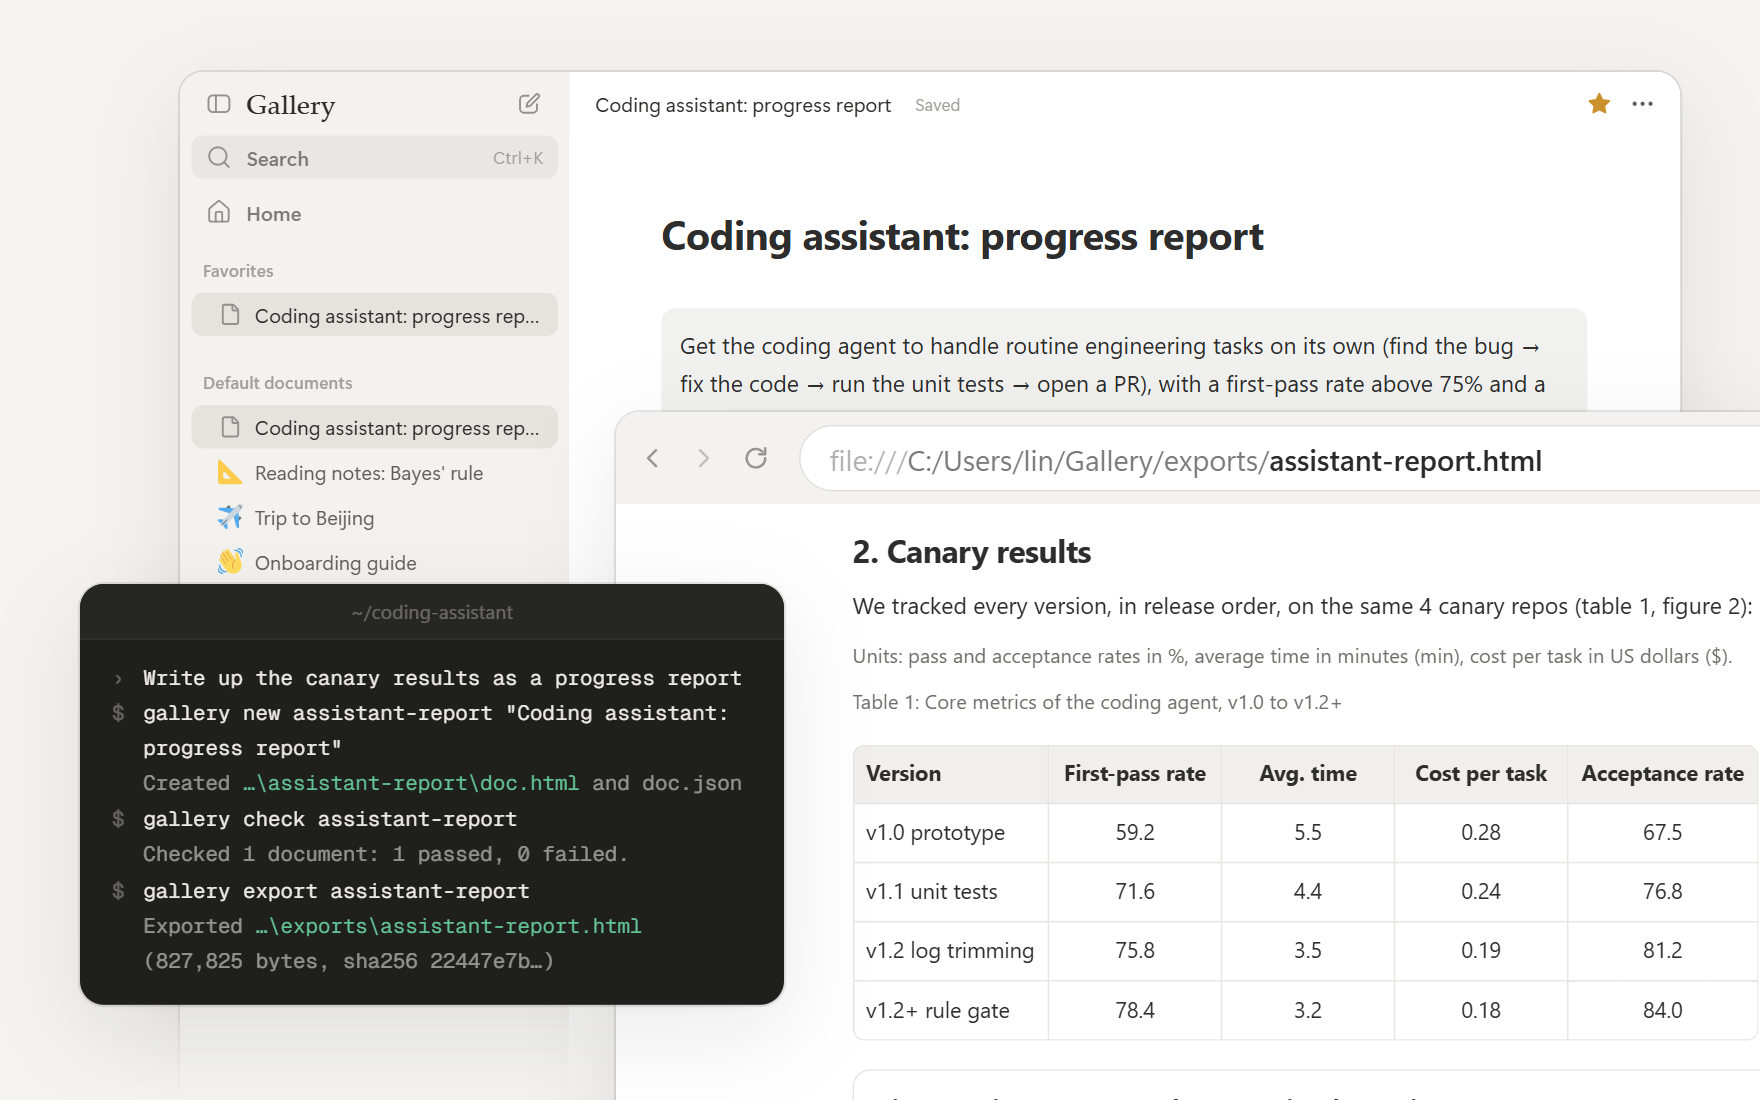 Gallery
Search Ctrl+K
Home
Favorites
Coding assistant: progress rep...
Default documents
Coding assistant: progress rep...
Reading notes: Bayes' rule
Trip to Beijing
Onboarding guide
Coding assistant: progress report Saved
Coding assistant: progress report
Get the coding agent to handle routine engineering tasks on its own (find the bug →
fix the code → run the unit tests → open a PR), with a first-pass rate above 75% and a
~/coding-assistant
› Write up the canary results as a progress report
$ gallery new assistant-report "Coding assistant:
progress report"
Created …\assistant-report\doc.html and doc.json
$ gallery check assistant-report
Checked 1 document: 1 passed, 0 failed.
$ gallery export assistant-report
Exported …\exports\assistant-report.html
(827,825 bytes, sha256 22447e7b…)
file:///C:/Users/lin/Gallery/exports/assistant-report.html
2. Canary results
We tracked every version, in release order, on the same 4 canary repos (table 1, figure 2):
Units: pass and acceptance rates in %, average time in minutes (min), cost per task in US dollars ($).
Table 1: Core metrics of the coding agent, v1.0 to v1.2+
Version First-pass rate Avg. time Cost per task Acceptance rate
v1.0 prototype 59.2 5.5 0.28 67.5
v1.1 unit tests 71.6 4.4 0.24 76.8
v1.2 log trimming 75.8 3.5 0.19 81.2
v1.2+ rule gate 78.4 3.2 0.18 84.0